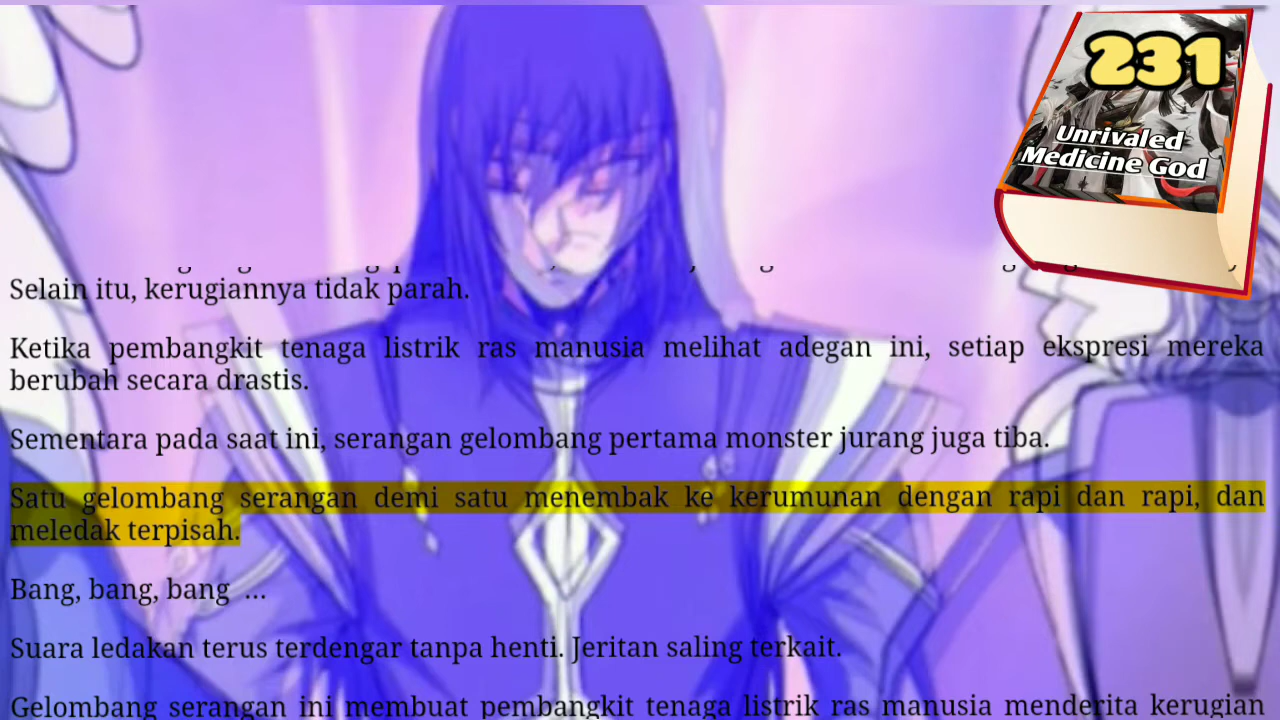 231
Unrivaled
Medicine God
Selain itu, kerugiannya tidak parah.
Ketika pembangkit tenaga listrik ras manusia melihat adegan ini, setiap ekspresi mereka
berubah secara drastis.
Sementara pada saat ini, serangan gelombang pertama monster jurang juga tiba.
Satu gelombang serangan demi satu menembak ke kerumunan dengan rapi dan rapi, dan
meledak terpisah.
Bang, bang, bang ...
Suara ledakan terus terdengar tanpa henti. Jeritan saling terkait.
Gelombang serangan ini membuat pembangkit tenaga listrik ras manusia menderita kerugian